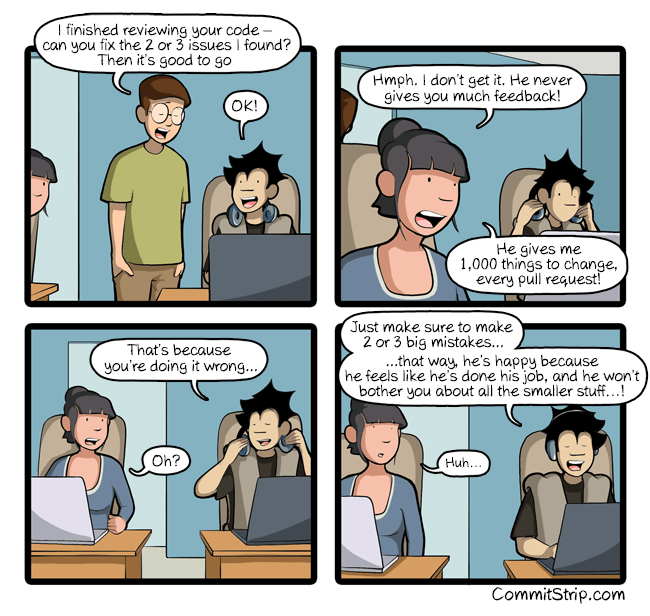 I finished reviewing your code –
can you fix the 2 or 3 issues I found?
Then it's good to go
OK!
Hmph. I don't get it. He never
gives you much feedback!
He gives me
1,000 things to change,
every pull request!
That's because
you're doing it wrong...
Oh?
Just make sure to make
2 or 3 big mistakes...
...that way, he's happy because
he feels like he's done his job, and he won't
bother you about all the smaller stuff...!
Huh...
CommitStrip.com